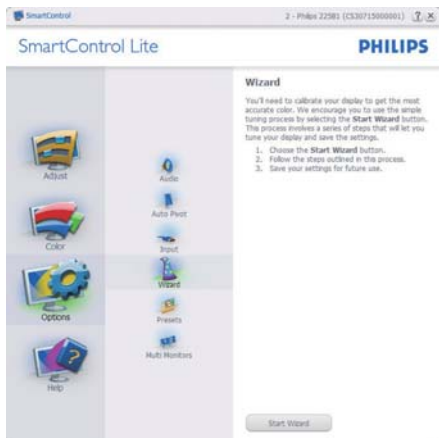 SmartControl
2 - Philips 225B1 (CS30715000001)
SmartControl Lite
PHILIPS
Adjust
Color
Options
Help
Audio
Auto Pivot
Input
Wizard
Presets
Multi Monitors
Wizard
You'll need to calibrate your display to get the most
accurate color. We encourage you to use the simple
tuning process by selecting the Start Wizard button.
This process involves a series of steps that will let you
tune your display and save the settings.
1. Choose the Start Wizard button.
2. Follow the steps outlined in this process.
3. Save your settings for future use.
Start Wizard